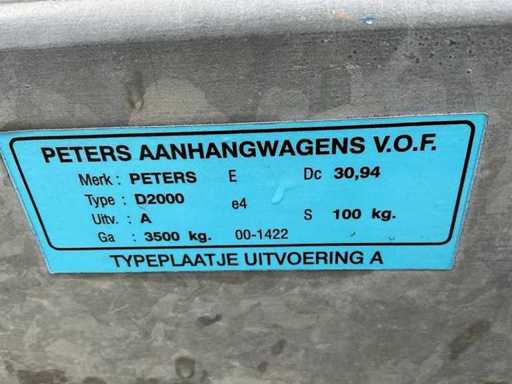 PETERS AANHANGWAGENS V.O.F.
Merk : PETERS E Dc 30,94
Type : D2000 e4
Uitv. : A S 100 kg.
Ga : 3500 kg. 00-1422
TYPEPLAATJE UITVOERING A